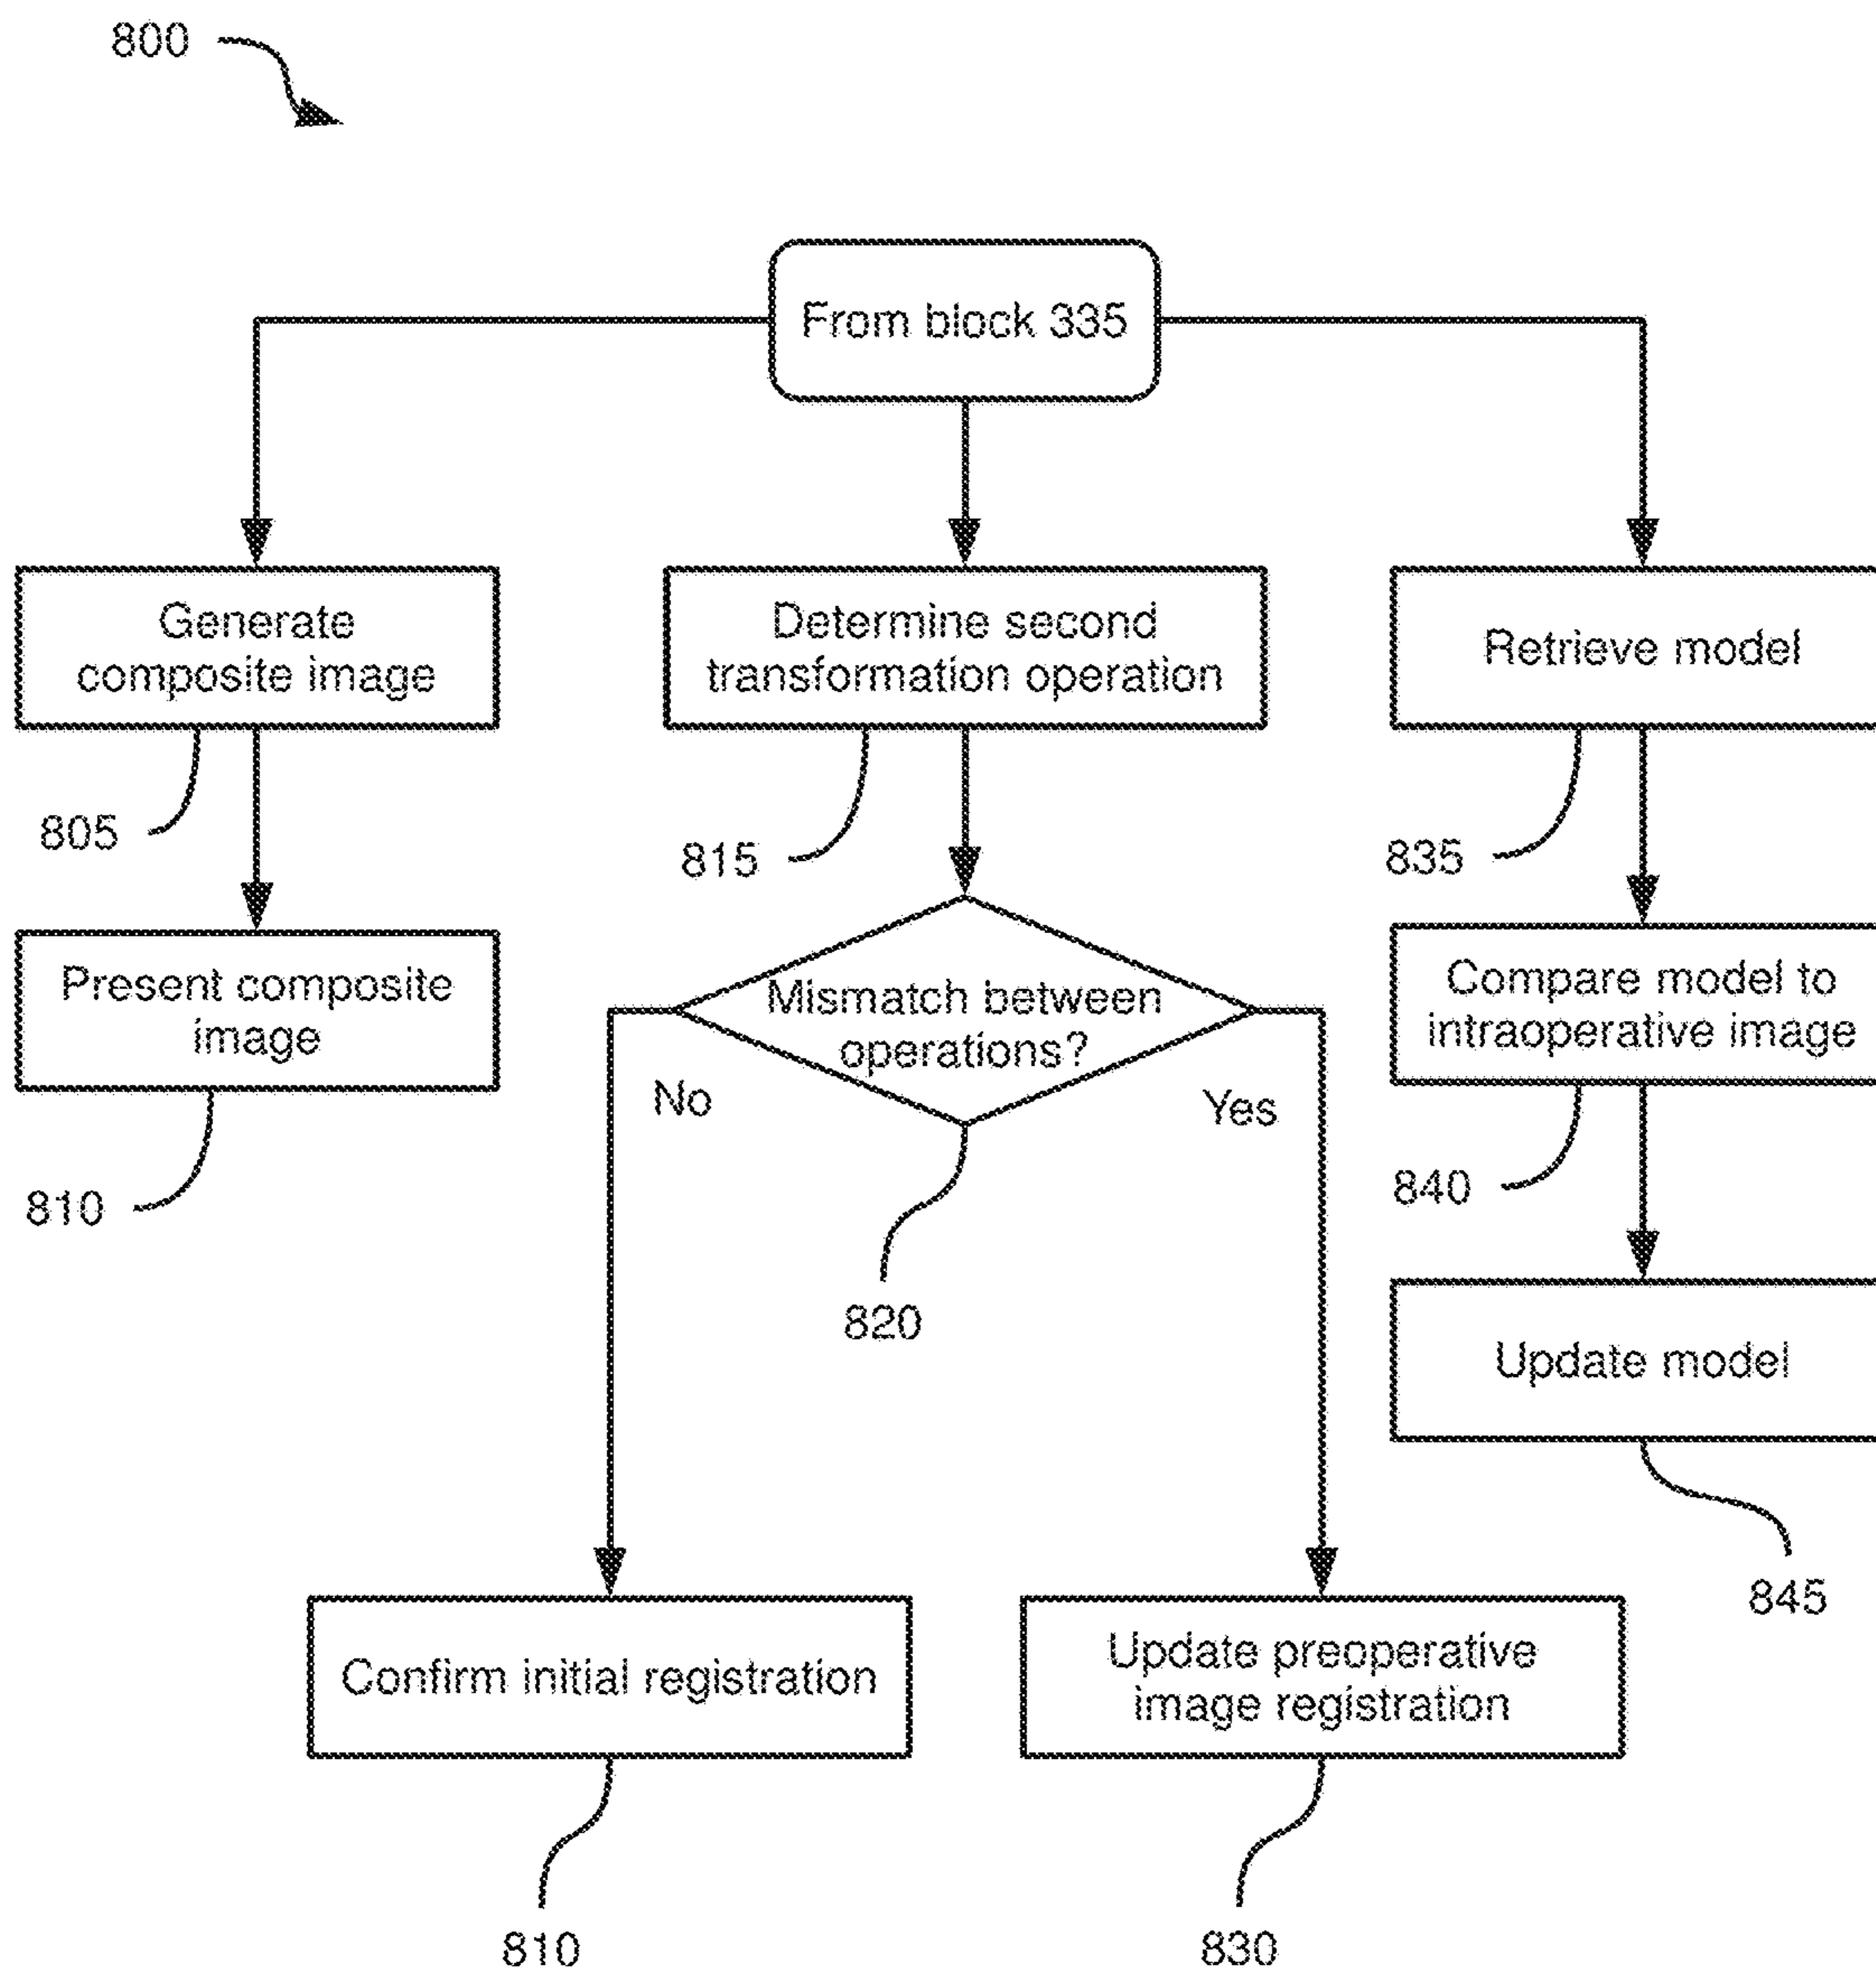 800
From block 335
Generate
composite image
Determine second
transformation operation
Retrieve model
805
815
835
Present composite
image
Mismatch between
operations?
Compare model to
intraoperative image
No
Yes
810
840
820
Update model
845
Confirm initial registration
Update preoperative
image registration
810
830